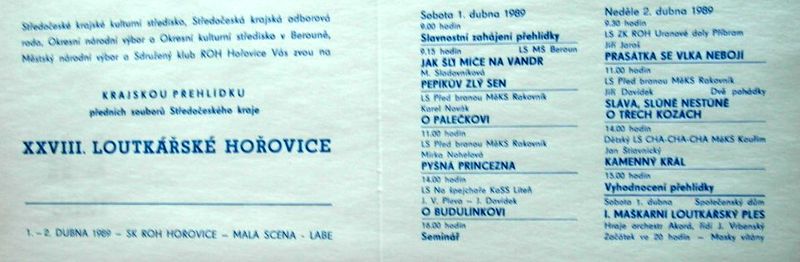 Středočeské krajské kulturní středisko, Středočeská krajská odborová
rada, Okresní národní výbor a Okresní kulturní středisko v Berouně,
Městský národní výbor a Sdružený klub ROH Hořovice Vás zvou na
KRAJSKOU PŘEHLÍDKU
předních souborů Středočeského kraje
XXVIII. LOUTKÁŘSKÉ HOŘOVICE
1. – 2. DUBNA 1989 – SK ROH HOŘOVICE – MALÁ SCÉNA - LABE
Sobota 1. dubna 1989
9.00 hodin
Slavnostní zahájení přehlídky
9.15 hodin LS MŠ Beroun
JAK ŠLY MÍČE NA VANDR
M. Sladovníková
PEPIKŮV ZLÝ SEN
LS Před branou MěKS Rakovník
Karel Novák
O PALEČKOVI
11.00 hodin
LS Před branou MěKS Rakovník
Mirka Nohelová
PYŠNÁ PRINCEZNA
14.00 hodin
LS Na špejchaře KaSS Liteň
J. V. Pleva – J. Davídek
O BUDULÍNKOVI
16.00 hodin
Seminář
Neděle 2. dubna 1989
9.30 hodin
LS ZK ROH Uranové doly Příbram
Jiří Jaroš
PRASÁTKA SE VLKA NEBOJÍ
11.00 hodin
LS Před branou MěKS Rakovník
Jiří Davídek Dvě pohádky
SLÁVA, SLŮNĚ NESTŮNĚ
O TŘECH KOZÁCH
14.00 hodin
Dětský LS CHA-CHA-CHA MěKS Kouřim
Jan Štiavnický
KAMENNÝ KRÁL
15.00 hodin
Vyhodnocení přehlídky
Sobota 1. dubna Společenský dům
I. MAŠKARNÍ LOUTKÁŘSKÝ PLES
Hraje orchestr Akord, řídí J. Vrbenský
Začátek ve 20 hodin – Masky vítány